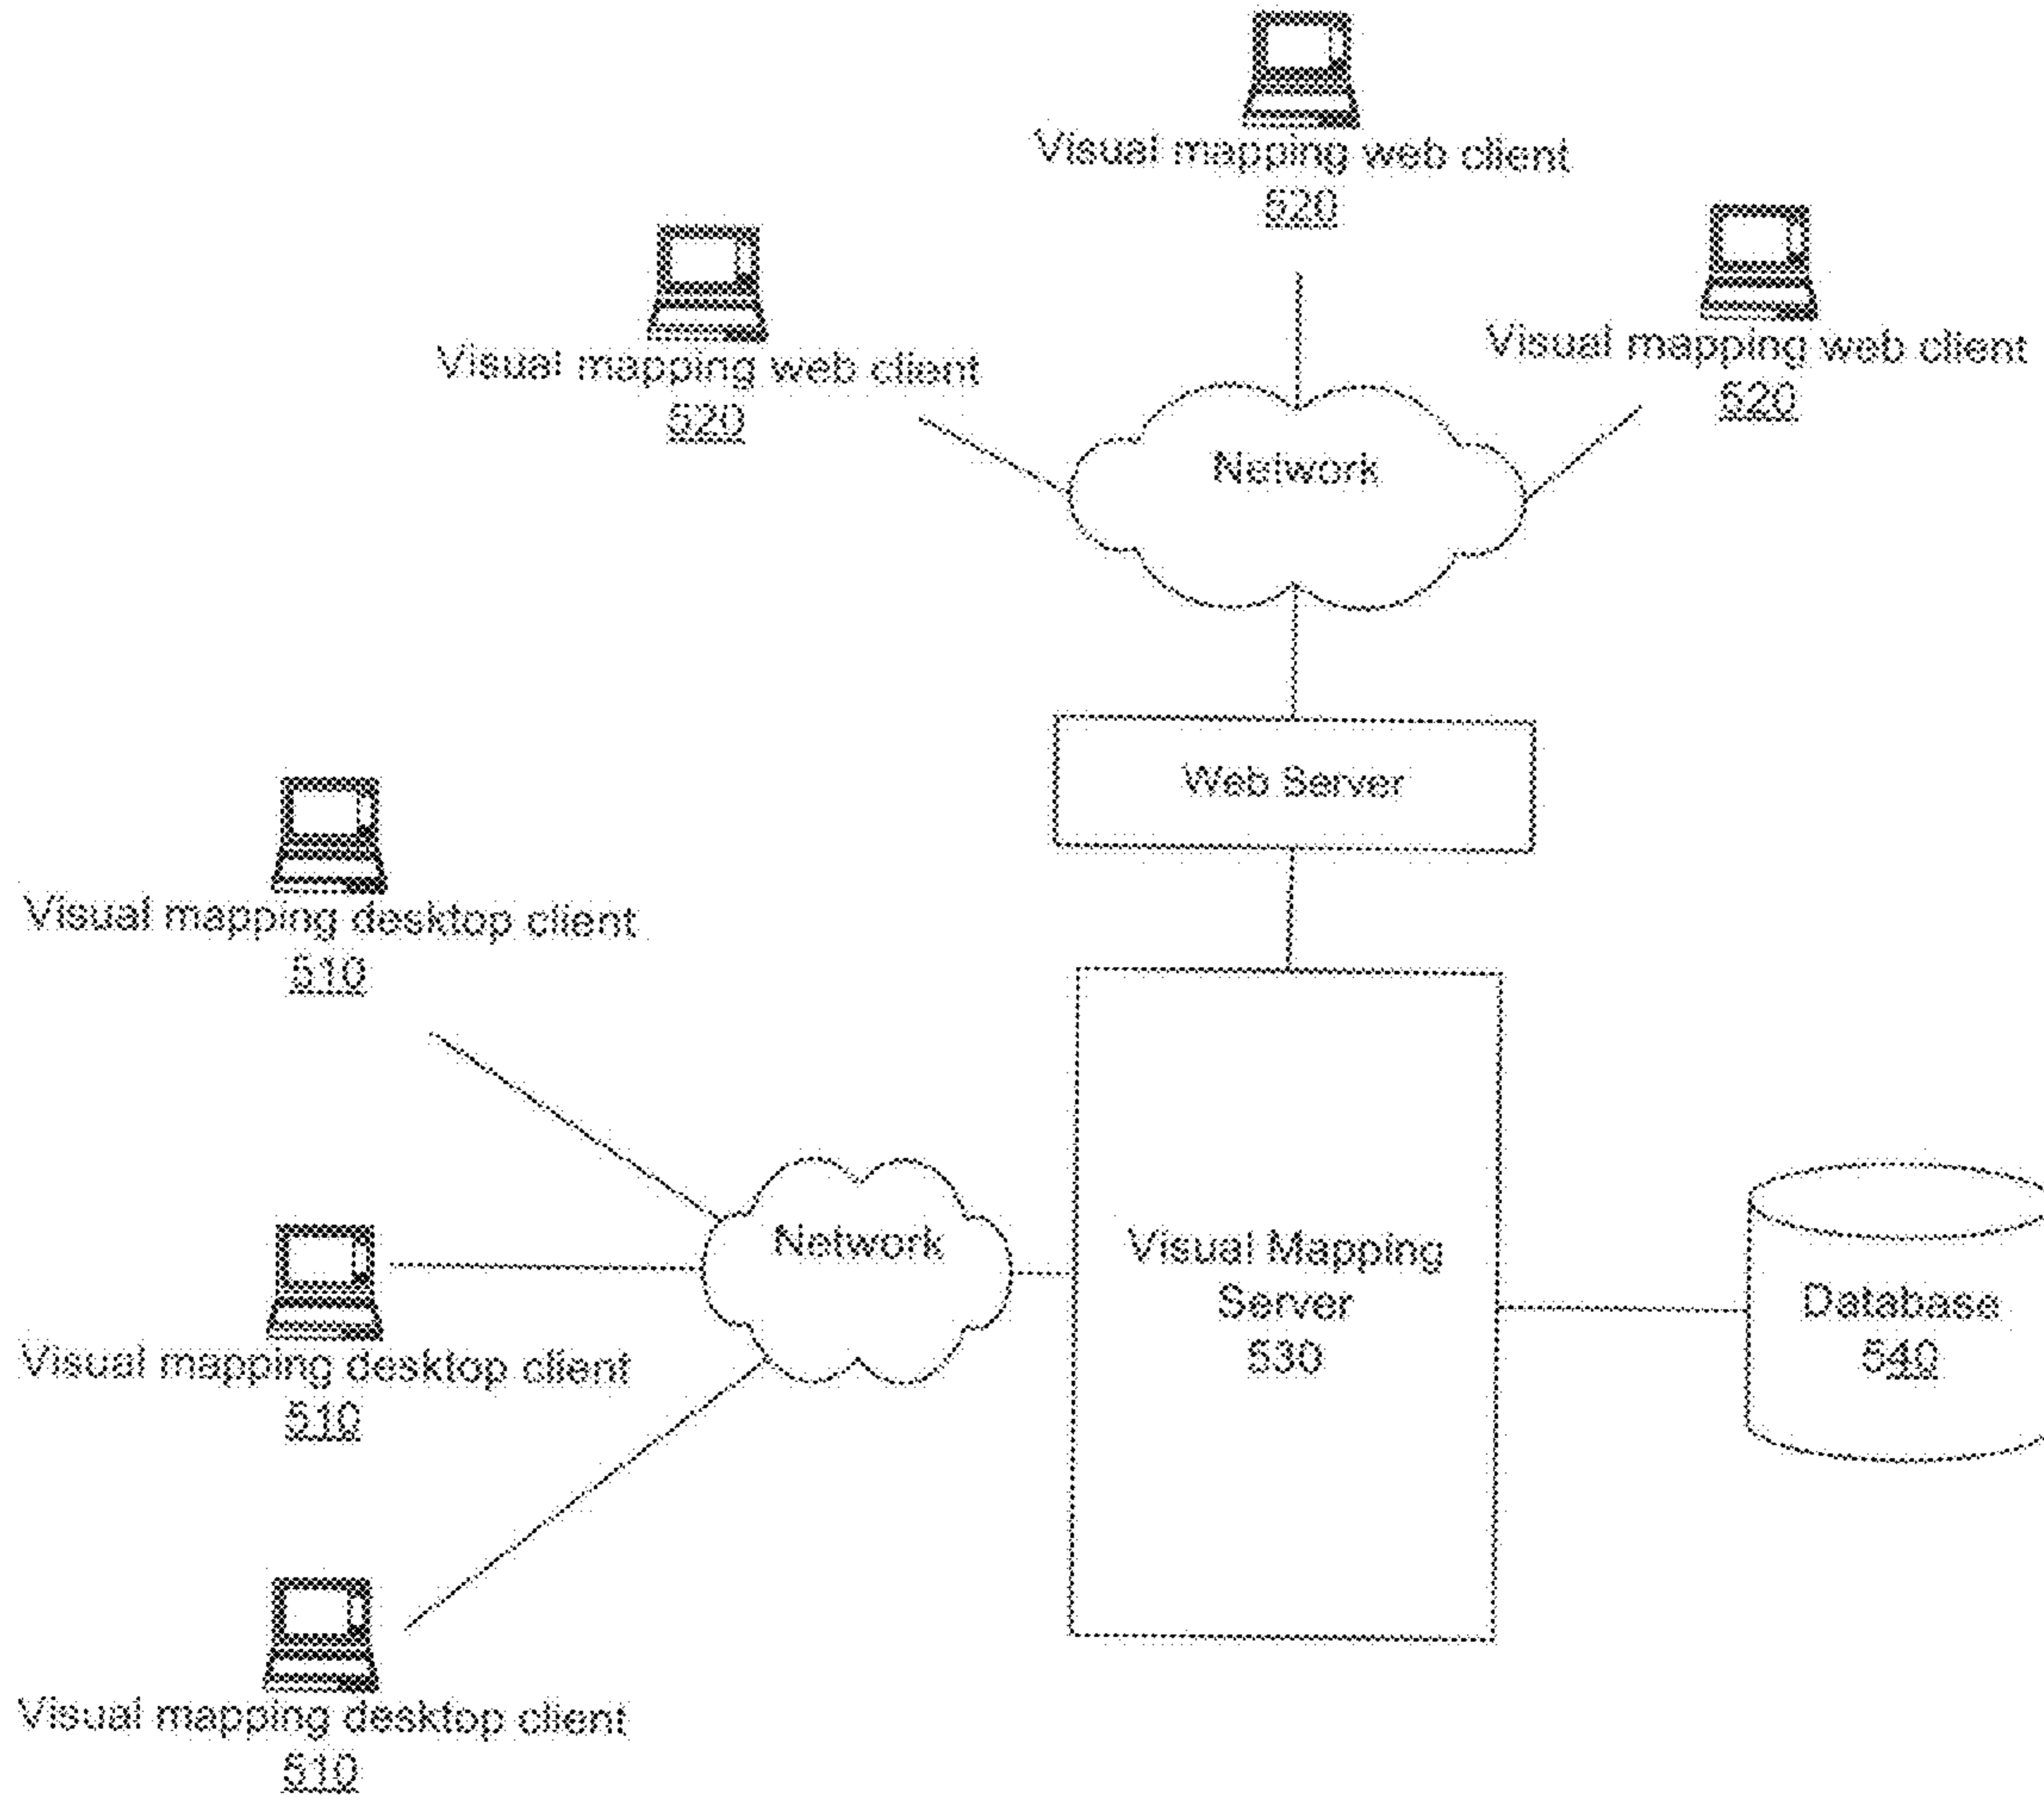 Visual mapping web client
520
Visual mapping web client
520
Visual mapping web client
520
Network
Web Server
Visual mapping desktop client
510
Visual mapping desktop client
510
Visual mapping desktop client
510
Network
Visual Mapping
Server
530
Database
540